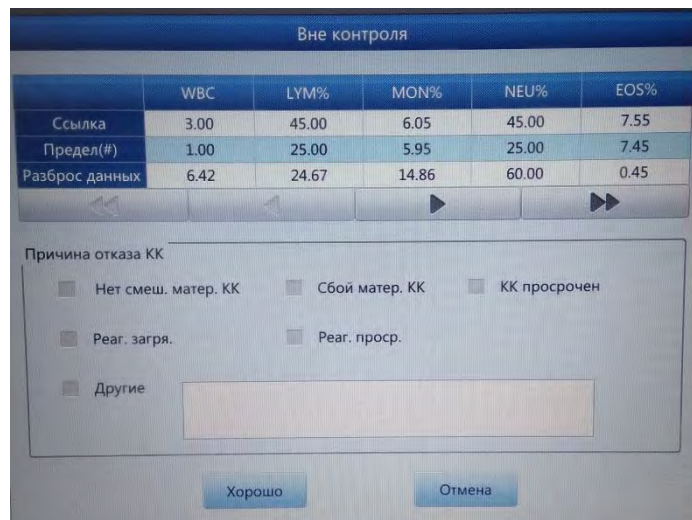 Вне контроля
WBC LYM% MON% NEU% EOS%
Ссылка 3.00 45.00 6.05 45.00 7.55
Предел(#) 1.00 25.00 5.95 25.00 7.45
Разброс данных 6.42 24.67 14.86 60.00 0.45
Причина отказа КК
Нет смеш. матер. КК Сбой матер. КК КК просрочен
Реаг. загря. Реаг. проср.
Другие
Хорошо Отмена